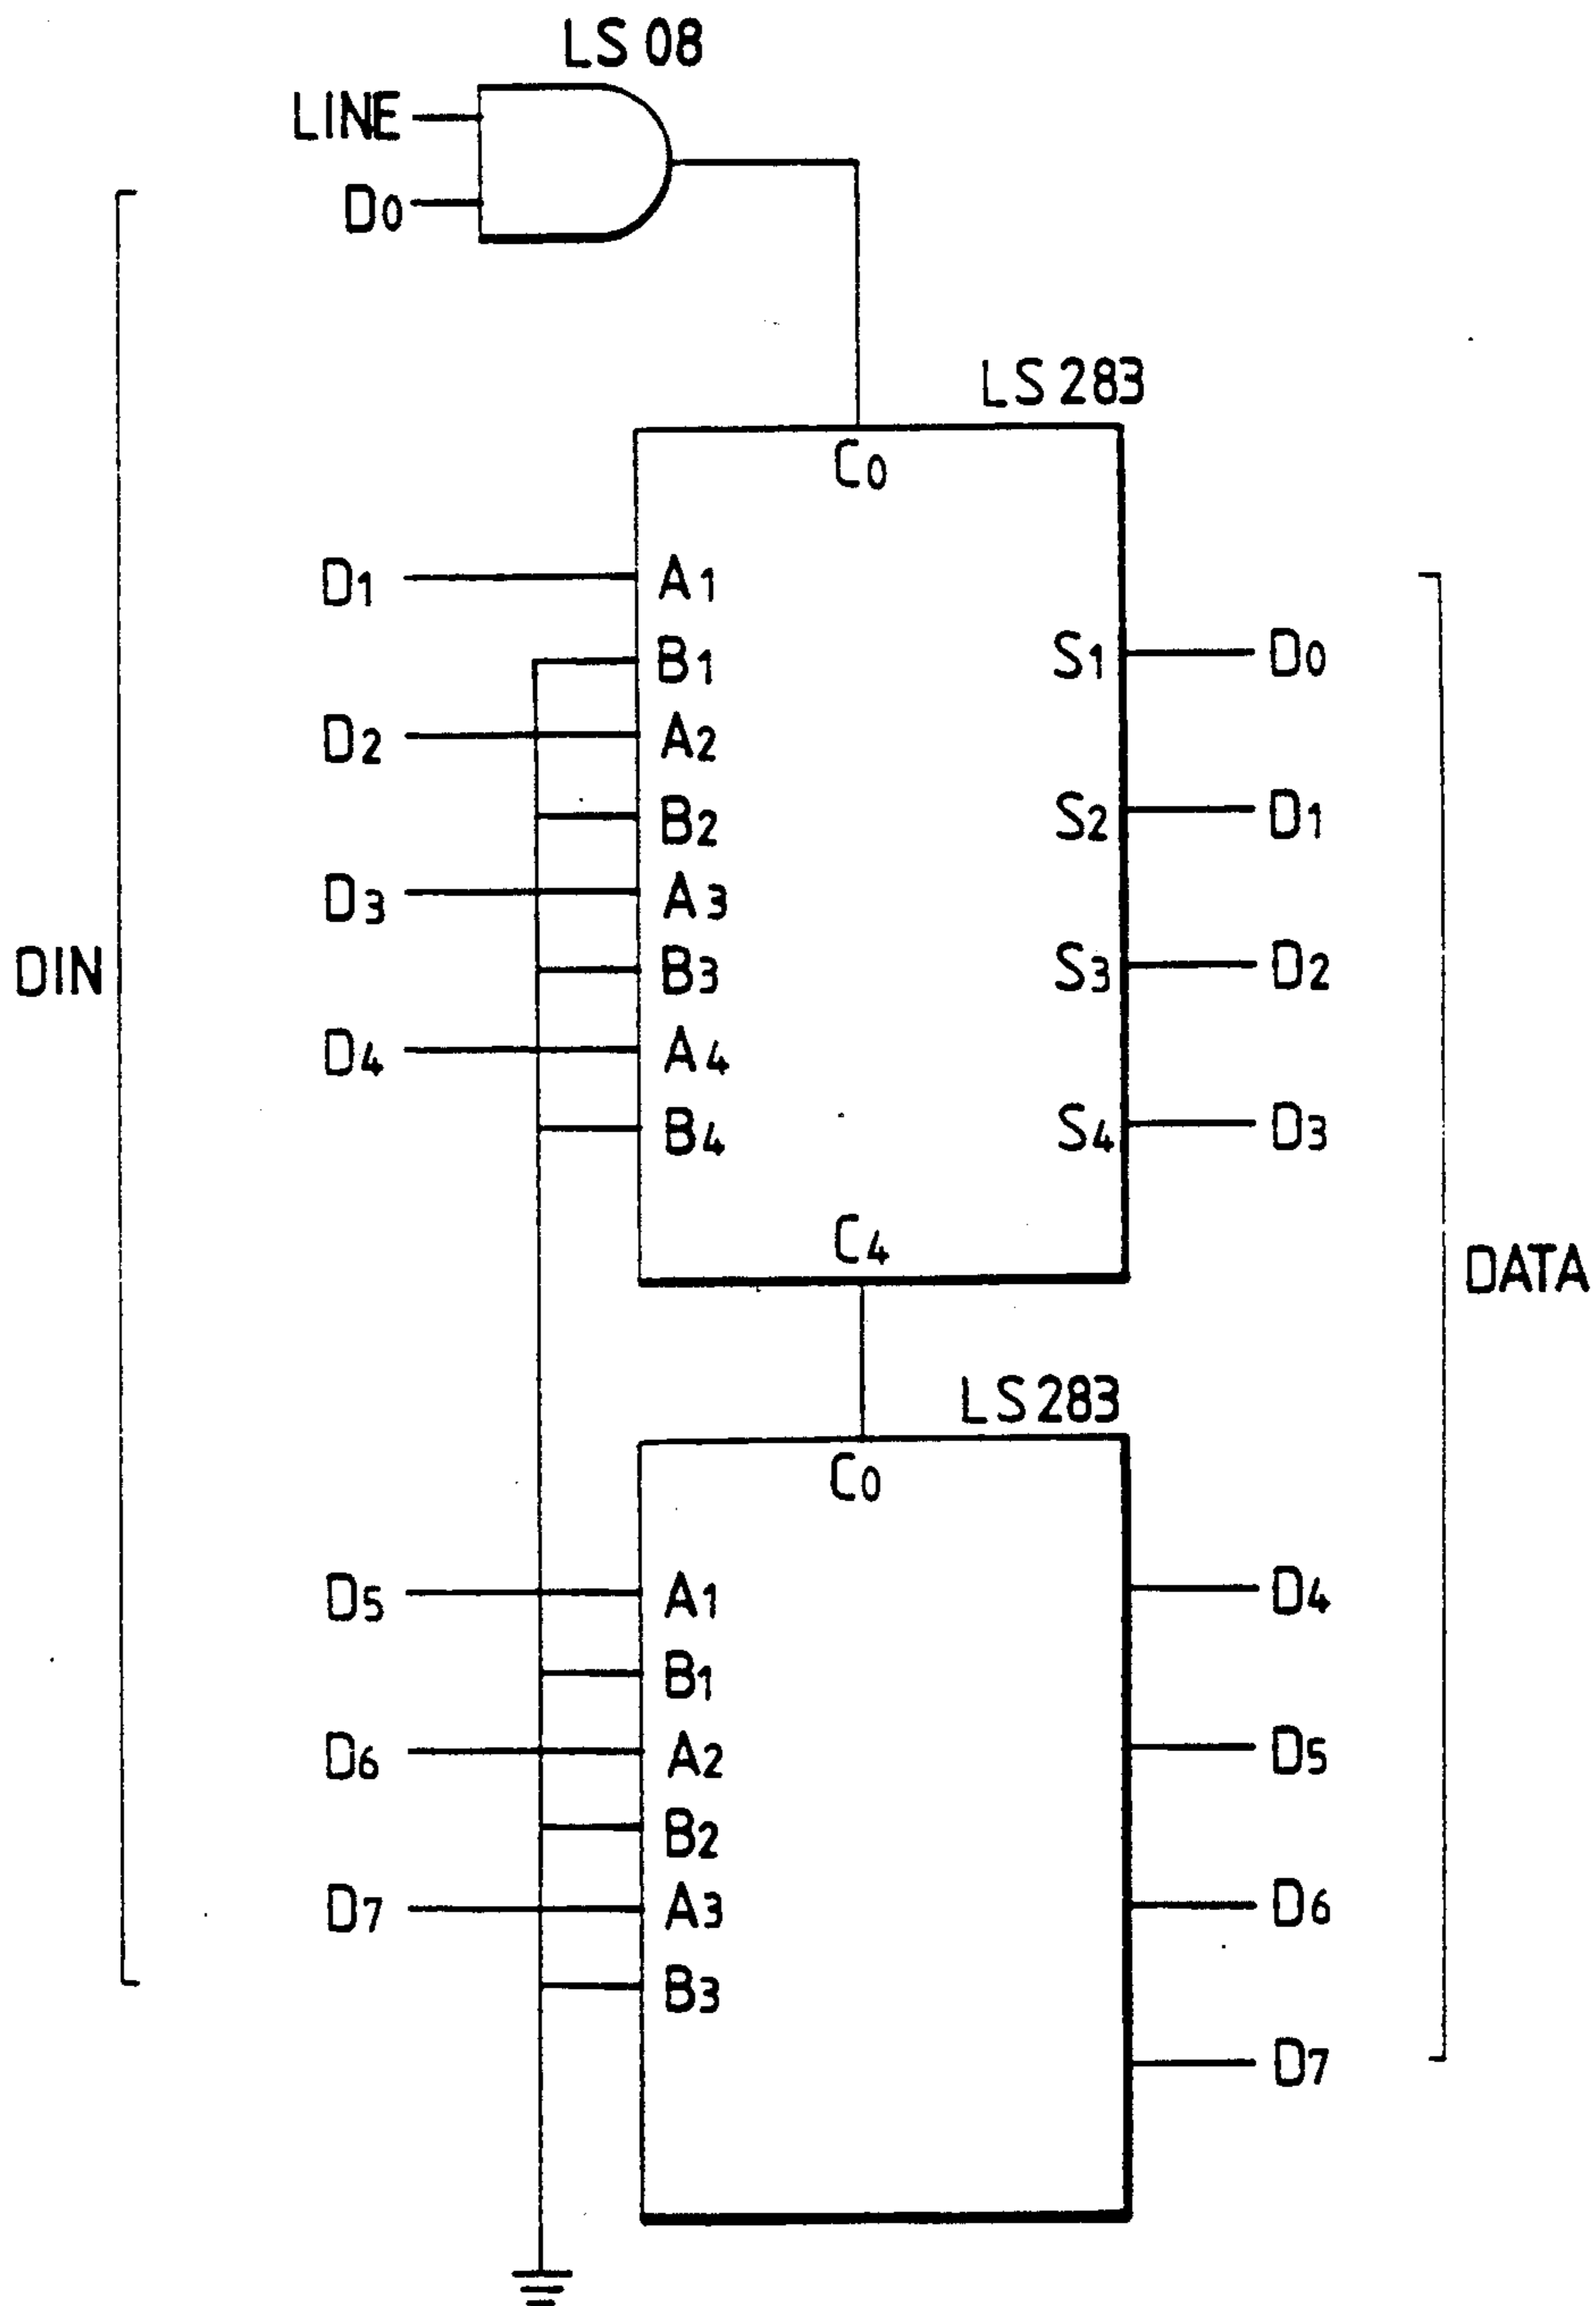 LS 08
LINE
D0
LS 283
C0
D1 A1
B1 S1 D0
D2 A2
B2 S2 D1
D3 A3
DIN B3 S3 D2
D4 A4
B4 S4 D3
C4
DATA
LS 283
C0
D5 A1 D4
B1
D6 A2 D5
B2
D7 A3 D6
B3
D7